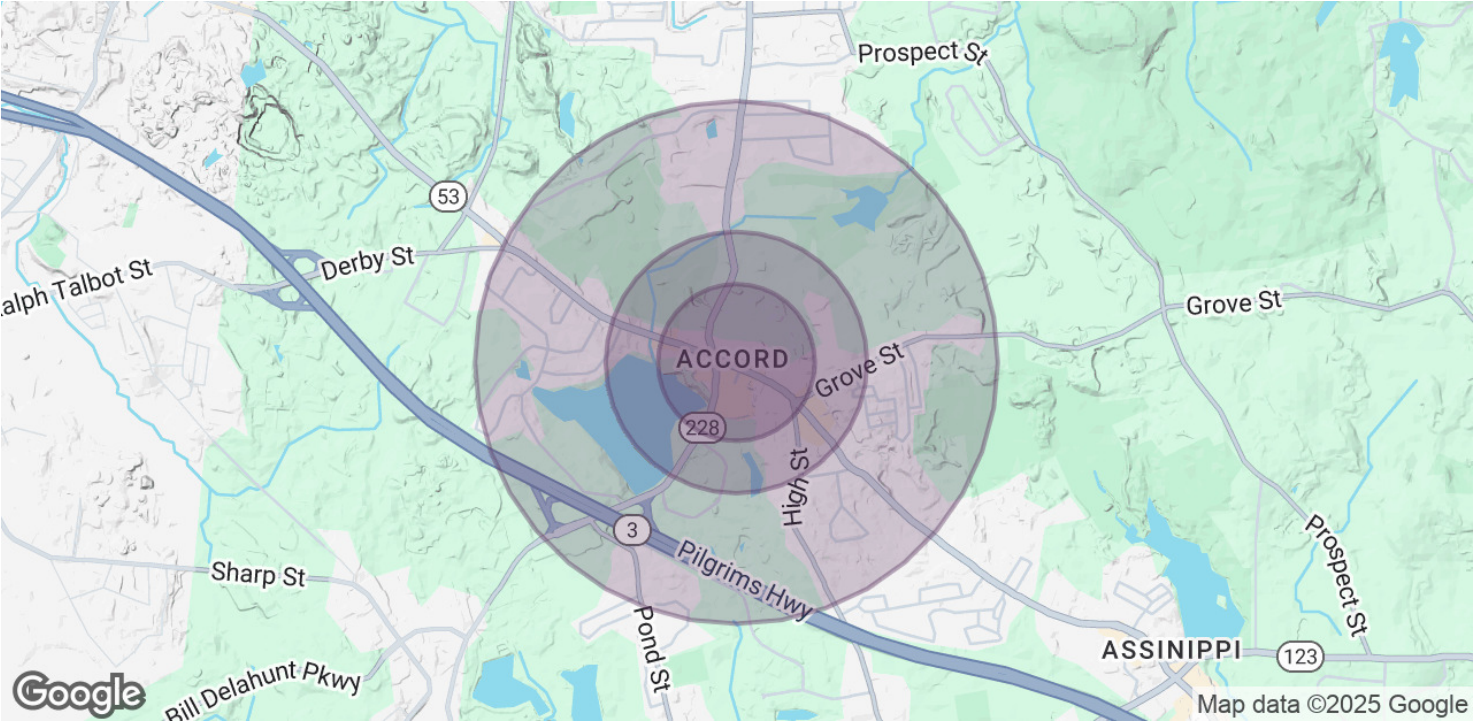 Prospect St
53
Derby St
alph Talbot St
Grove St
ACCORD
Grove St
228
High St
3
Pilgrims Hwy
Sharp St
Prospect St
Pond St
ASSINIPPI
123
Bill Delahunt Pkwy
Google
Map data ©2025 Google